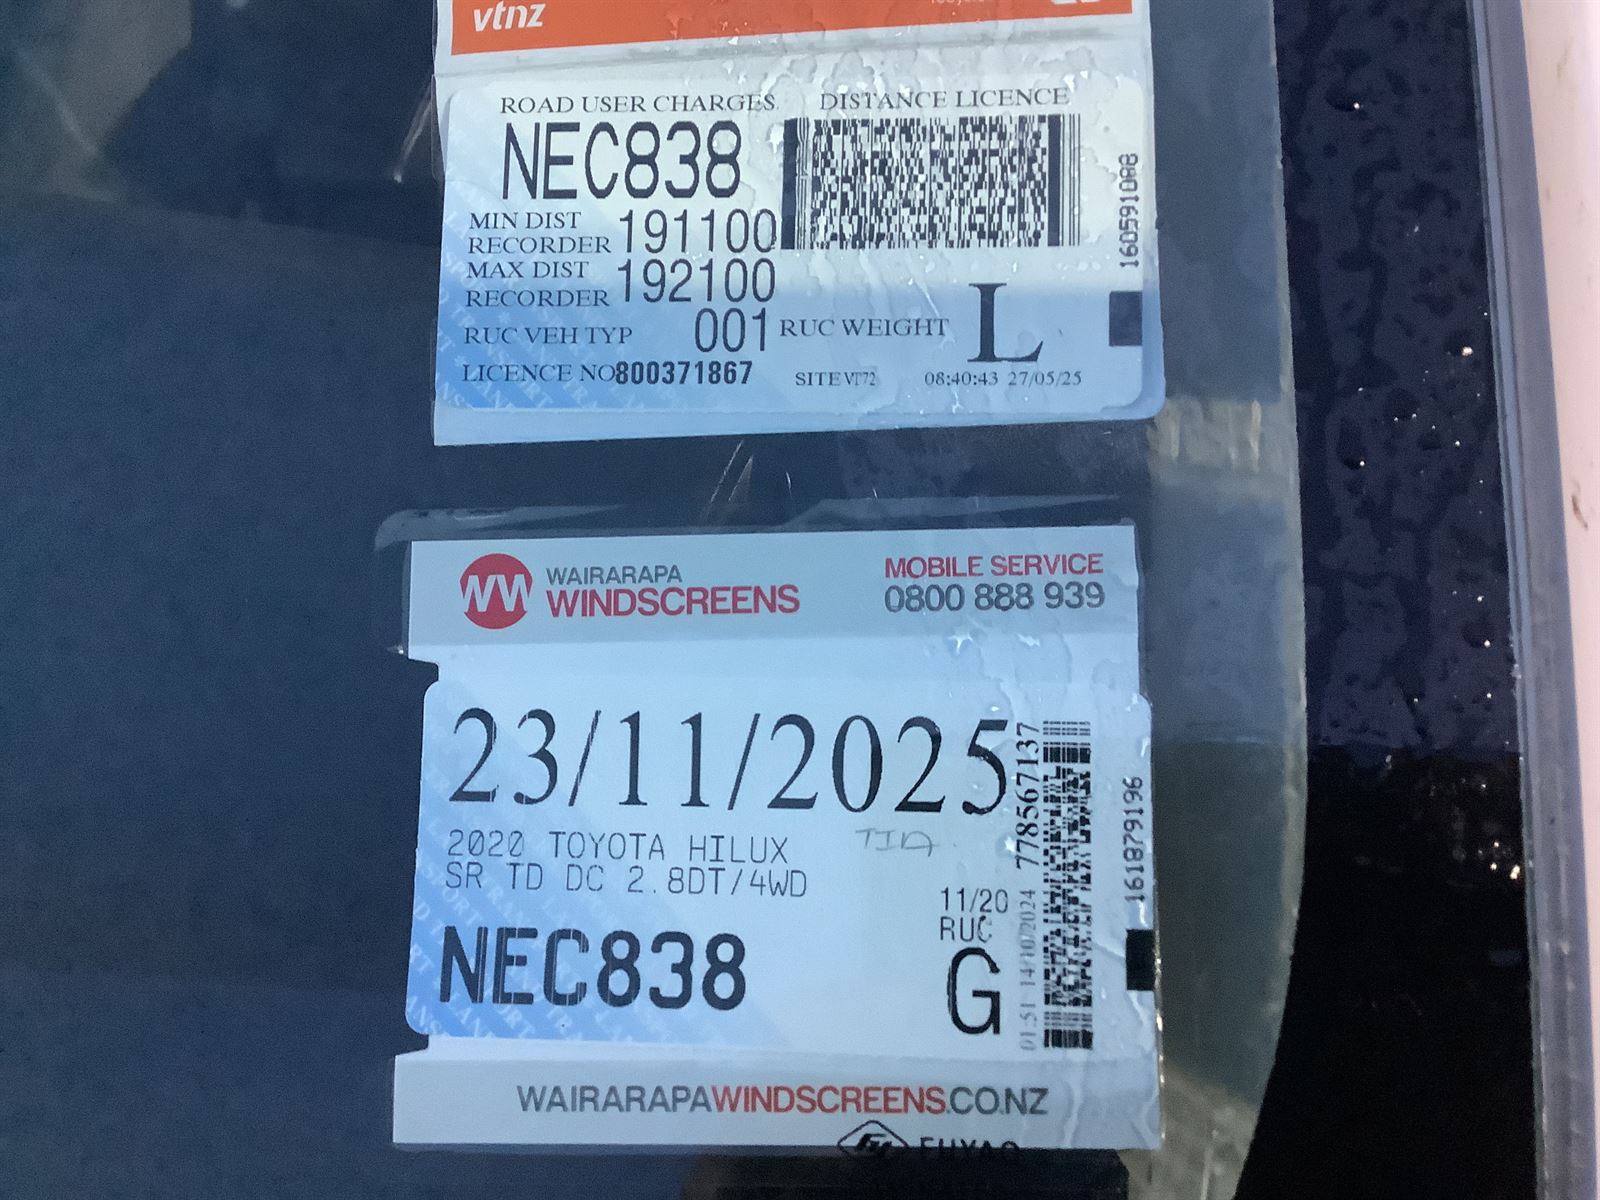 vtnz
ROAD USER CHARGES DISTANCE LICENCE
NEC838
MIN DIST
RECORDER 191100
MAX DIST
RECORDER 192100
RUC VEH TYP 001 RUC WEIGHT L
LICENCE NO 800371867 SITE VT72 08:40:43 27/05/25
160591088
WAIRARAPA
WINDSCREENS
MOBILE SERVICE
0800 888 939
23/11/2025
2020 TOYOTA HILUX TIA
SR TD DC 2.8DT/4WD
11/20
RUC
NEC838 G
01:51 14/10/2024 778567137
161879196
WAIRARAPAWINDSCREENS.CO.NZ
FUYAO